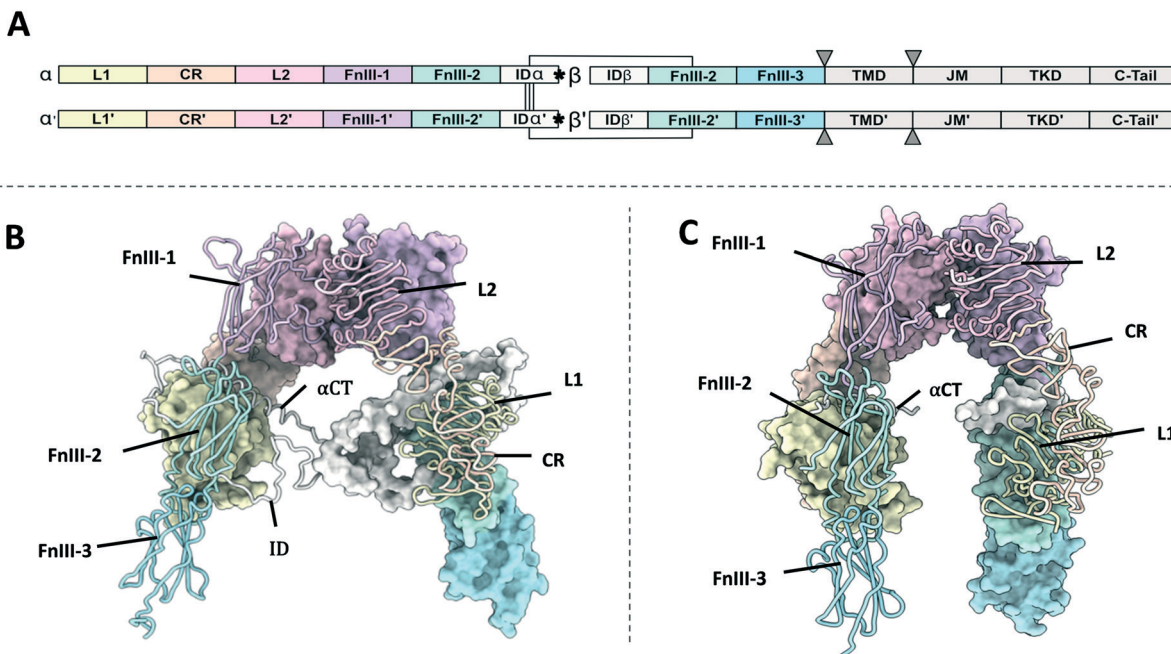 A
α L1 CR L2 FnIII-1 FnIII-2 IDα * β IDβ FnIII-2 FnIII-3 TMD JM TKD C-Tail
α' L1' CR' L2' FnIII-1' FnIII-2' IDα' * β' IDβ' FnIII-2' FnIII-3' TMD' JM' TKD' C-Tail'
B
FnIII-1
L2
αCT
L1
FnIII-2
CR
ID
FnIII-3
C
FnIII-1
L2
CR
FnIII-2
αCT
L1
FnIII-3